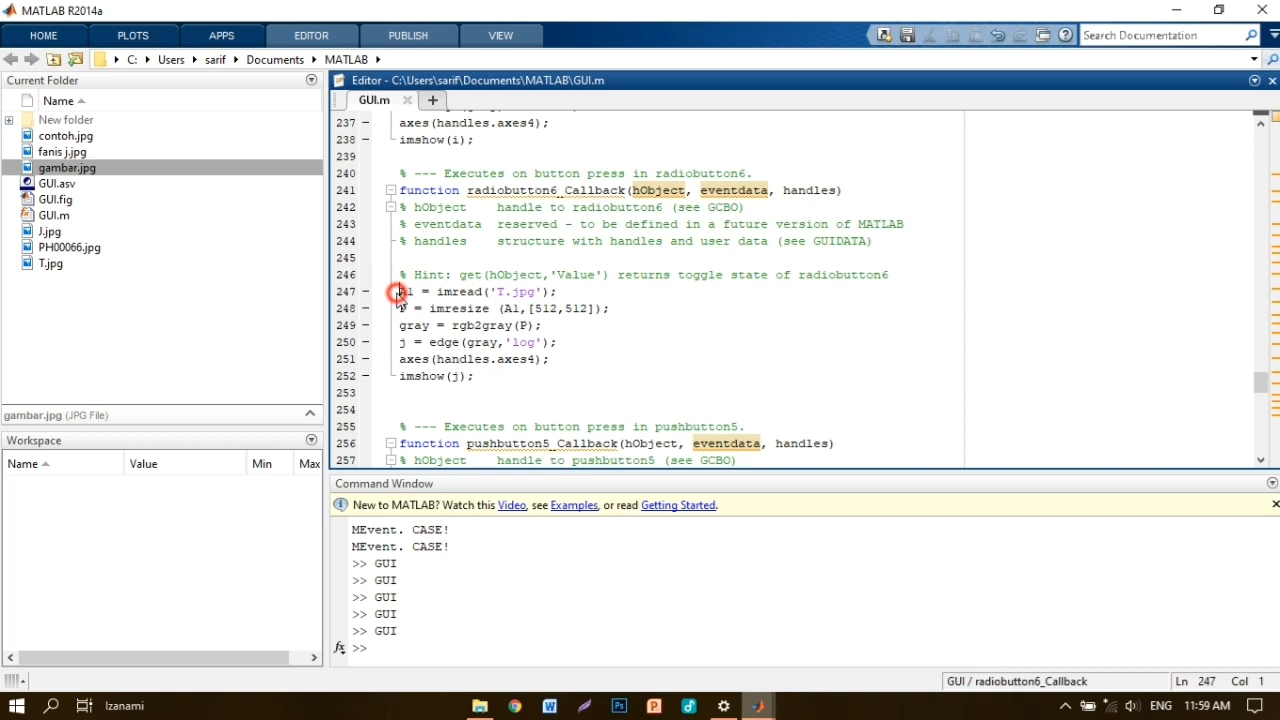 MATLAB R2014a
HOME PLOTS APPS EDITOR PUBLISH VIEW
Search Documentation
C: Users sarif Documents MATLAB
Current Folder
Name
New folder
contoh.jpg
fanis j.jpg
gambar.jpg
GUI.asv
GUI.fig
GUI.m
J.jpg
PH00066.jpg
T.jpg
gambar.jpg (JPG File)
Workspace
Name Value Min Max
Editor - C:\Users\sarif\Documents\MATLAB\GUI.m
GUI.m
237 axes(handles.axes4);
238 imshow(i);
239
240 % --- Executes on button press in radiobutton6.
241 function radiobutton6_Callback(hObject, eventdata, handles)
242 % hObject    handle to radiobutton6 (see GCBO)
243 % eventdata  reserved - to be defined in a future version of MATLAB
244 % handles    structure with handles and user data (see GUIDATA)
245
246 % Hint: get(hObject,'Value') returns toggle state of radiobutton6
247 A1 = imread('T.jpg');
248 P = imresize (A1,[512,512]);
249 gray = rgb2gray(P);
250 j = edge(gray,'log');
251 axes(handles.axes4);
252 imshow(j);
253
254
255 % --- Executes on button press in pushbutton5.
256 function pushbutton5_Callback(hObject, eventdata, handles)
257 % hObject    handle to pushbutton5 (see GCBO)
Command Window
New to MATLAB? Watch this Video, see Examples, or read Getting Started.
MEvent. CASE!
MEvent. CASE!
>> GUI
>> GUI
>> GUI
>> GUI
>> GUI
fx >>
GUI / radiobutton6_Callback Ln 247 Col 1
Izanami
ENG 11:59 AM